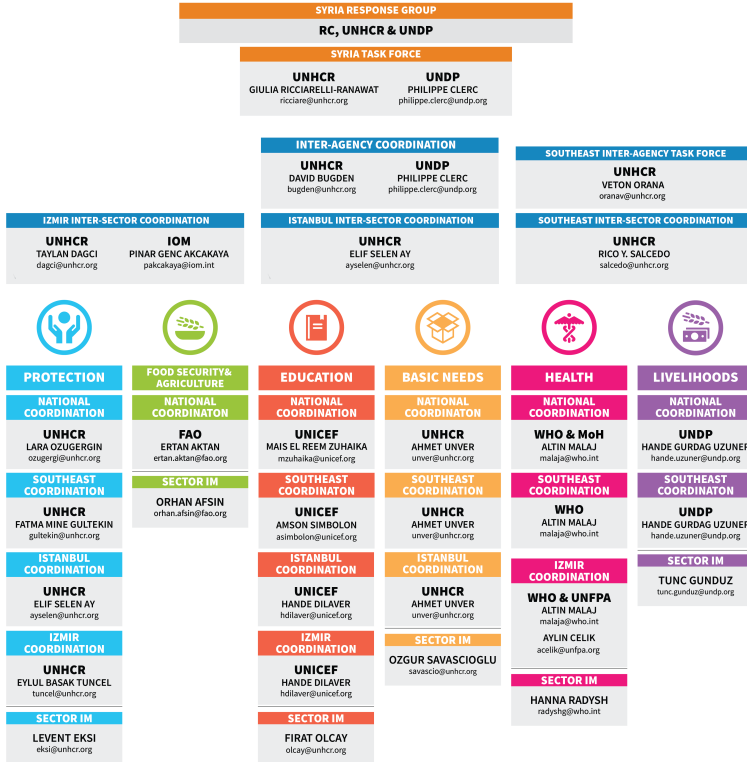 SYRIA RESPONSE GROUP
RC, UNHCR & UNDP
SYRIA TASK FORCE
UNHCR
GIULIA RICCIARELLI-RANAWAT
ricciare@unhcr.org
UNDP
PHILIPPE CLERC
philippe.clerc@undp.org
INTER-AGENCY COORDINATION
UNHCR
DAVID BUGDEN
bugden@unhcr.org
UNDP
PHILIPPE CLERC
philippe.clerc@undp.org
SOUTHEAST INTER-AGENCY TASK FORCE
UNHCR
VETON ORANA
oranav@unhcr.org
IZMIR INTER-SECTOR COORDINATION
UNHCR
TAYLAN DAGCI
dagci@unhcr.org
IOM
PINAR GENC AKCAKAYA
pakcakaya@iom.int
ISTANBUL INTER-SECTOR COORDINATION
UNHCR
ELIF SELEN AY
ayselen@unhcr.org
SOUTHEAST INTER-SECTOR COORDINATION
UNHCR
RICO Y. SALCEDO
salcedo@unhcr.org
PROTECTION
NATIONAL
COORDINATION
UNHCR
LARA OZUGERGIN
ozugergi@unhcr.org
SOUTHEAST
COORDINATION
UNHCR
FATMA MINE GULTEKIN
gultekin@unhcr.org
ISTANBUL
COORDINATION
UNHCR
ELIF SELEN AY
ayselen@unhcr.org
IZMIR
COORDINATION
UNHCR
EYLUL BASAK TUNCEL
tuncel@unhcr.org
SECTOR IM
LEVENT EKSI
eksi@unhcr.org
FOOD SECURITY&
AGRICULTURE
NATIONAL
COORDINATON
FAO
ERTAN AKTAN
ertan.aktan@fao.org
SECTOR IM
ORHAN AFSIN
orhan.afsin@fao.org
EDUCATION
NATIONAL
COORDINATION
UNICEF
MAIS EL REEM ZUHAIKA
mzuhaika@unicef.org
SOUTHEAST
COORDINATON
UNICEF
AMSON SIMBOLON
asimbolon@unicef.org
ISTANBUL
COORDINATION
UNICEF
HANDE DILAVER
hdilaver@unicef.org
IZMIR
COORDINATION
UNICEF
HANDE DILAVER
hdilaver@unicef.org
SECTOR IM
FIRAT OLCAY
olcay@unhcr.org
BASIC NEEDS
NATIONAL
COORDINATION
UNHCR
AHMET UNVER
unver@unhcr.org
SOUTHEAST
COORDINATION
UNHCR
AHMET UNVER
unver@unhcr.org
ISTANBUL
COORDINATION
UNHCR
AHMET UNVER
unver@unhcr.org
SECTOR IM
OZGUR SAVASCIOGLU
savascio@unhcr.org
HEALTH
NATIONAL
COORDINATION
WHO & MoH
ALTIN MALAJ
malaja@who.int
SOUTHEAST
COORDINATION
WHO
ALTIN MALAJ
malaja@who.int
IZMIR
COORDINATION
WHO & UNFPA
ALTIN MALAJ
malaja@who.int
AYLIN CELIK
acelik@unfpa.org
SECTOR IM
HANNA RADYSH
radyshg@who.int
LIVELIHOODS
NATIONAL
COORDINATION
UNDP
HANDE GURDAG UZUNER
hande.uzuner@undp.org
SOUTHEAST
COORDINATON
UNDP
HANDE GURDAG UZUNER
hande.uzuner@undp.org
SECTOR IM
TUNC GUNDUZ
tunc.gunduz@undp.org